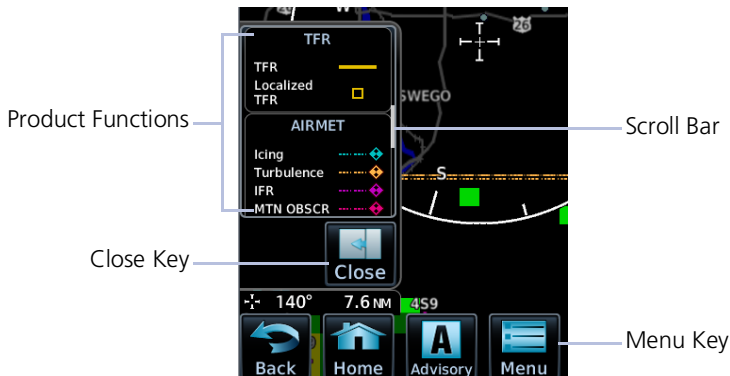 W
26
TFR
TFR
Localized
TFR
SWEGO
Product Functions
AIRMET
Scroll Bar
Icing
Turbulence
IFR
MTN OBSCR
S
Close Key
Close
140° 7.6 NM
4S9
Back
Home
A
Advisory
Menu
Menu Key